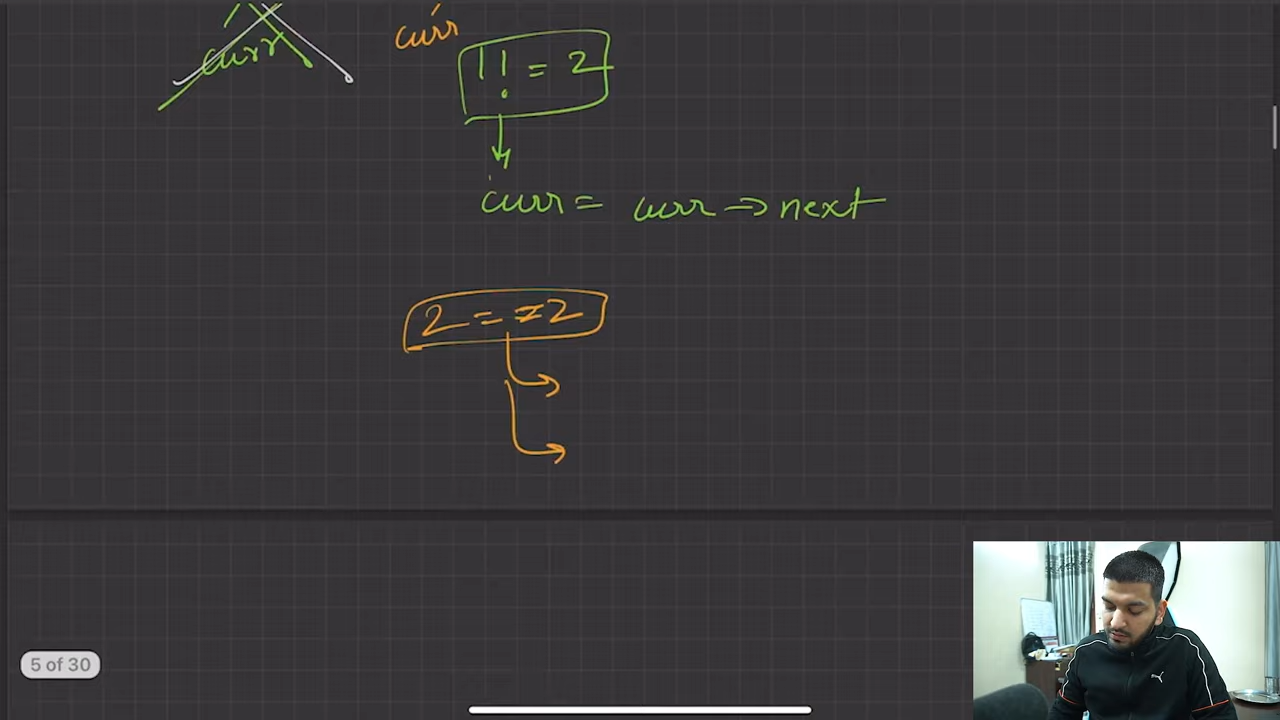 curr
curr
1 != 2
curr = curr → next
2 == 2
5 of 30